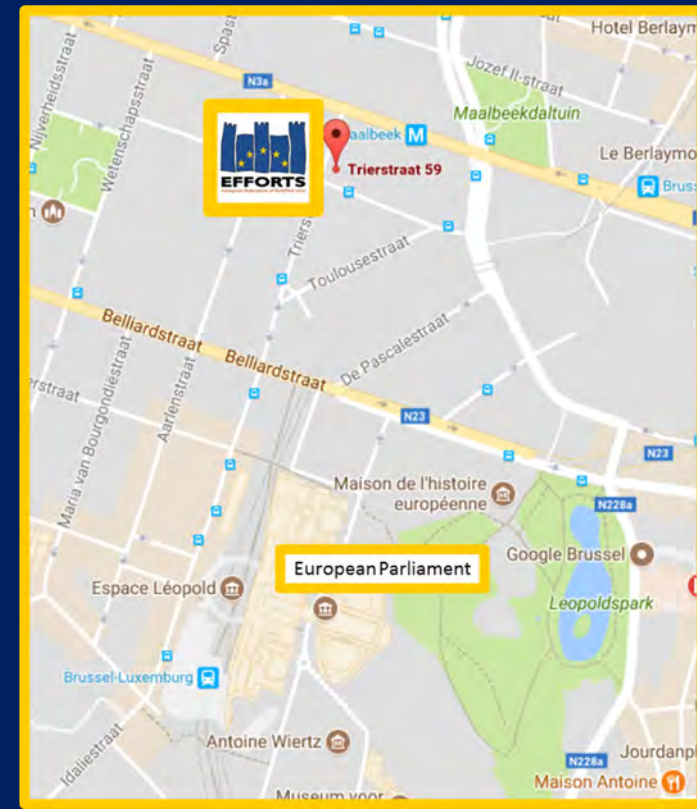 Hotel Berlaym
Spast
Jozef II-straat
Nijverheidsstraat
Wetenschapsstraat
N3a
Maalbeekdaltuin
aalbeek M
Le Berlaymo
EFFORTS
Trierstraat 59
Bruss
Triers
Toulousestraat
Belliardstraat
Belliardstraat
De Pascalestraat
rstraat
Maria van Bourgondiëstraat
Aarlenstraat
N23
N23
Maison de l'histoire
européenne
N228a
European Parliament
Google Brussel
Espace Léopold
Leopoldspark
Brussel-Luxemburg
Idaliestraat
Antoine Wiertz
Jourdanpl
N228a
Maison Antoine
Museum voor